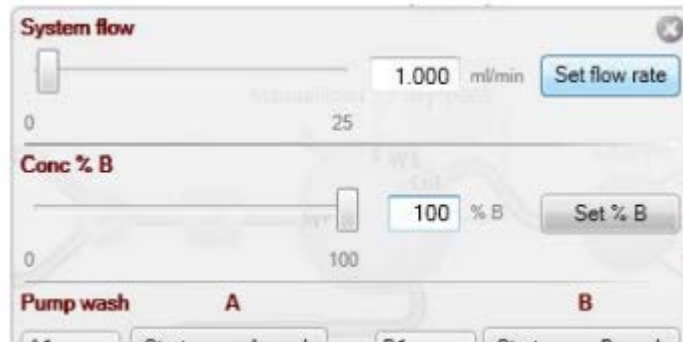 System flow
1.000 ml/min Set flow rate
0 25
Conc % B
100 % B Set % B
0 100
Pump wash A B